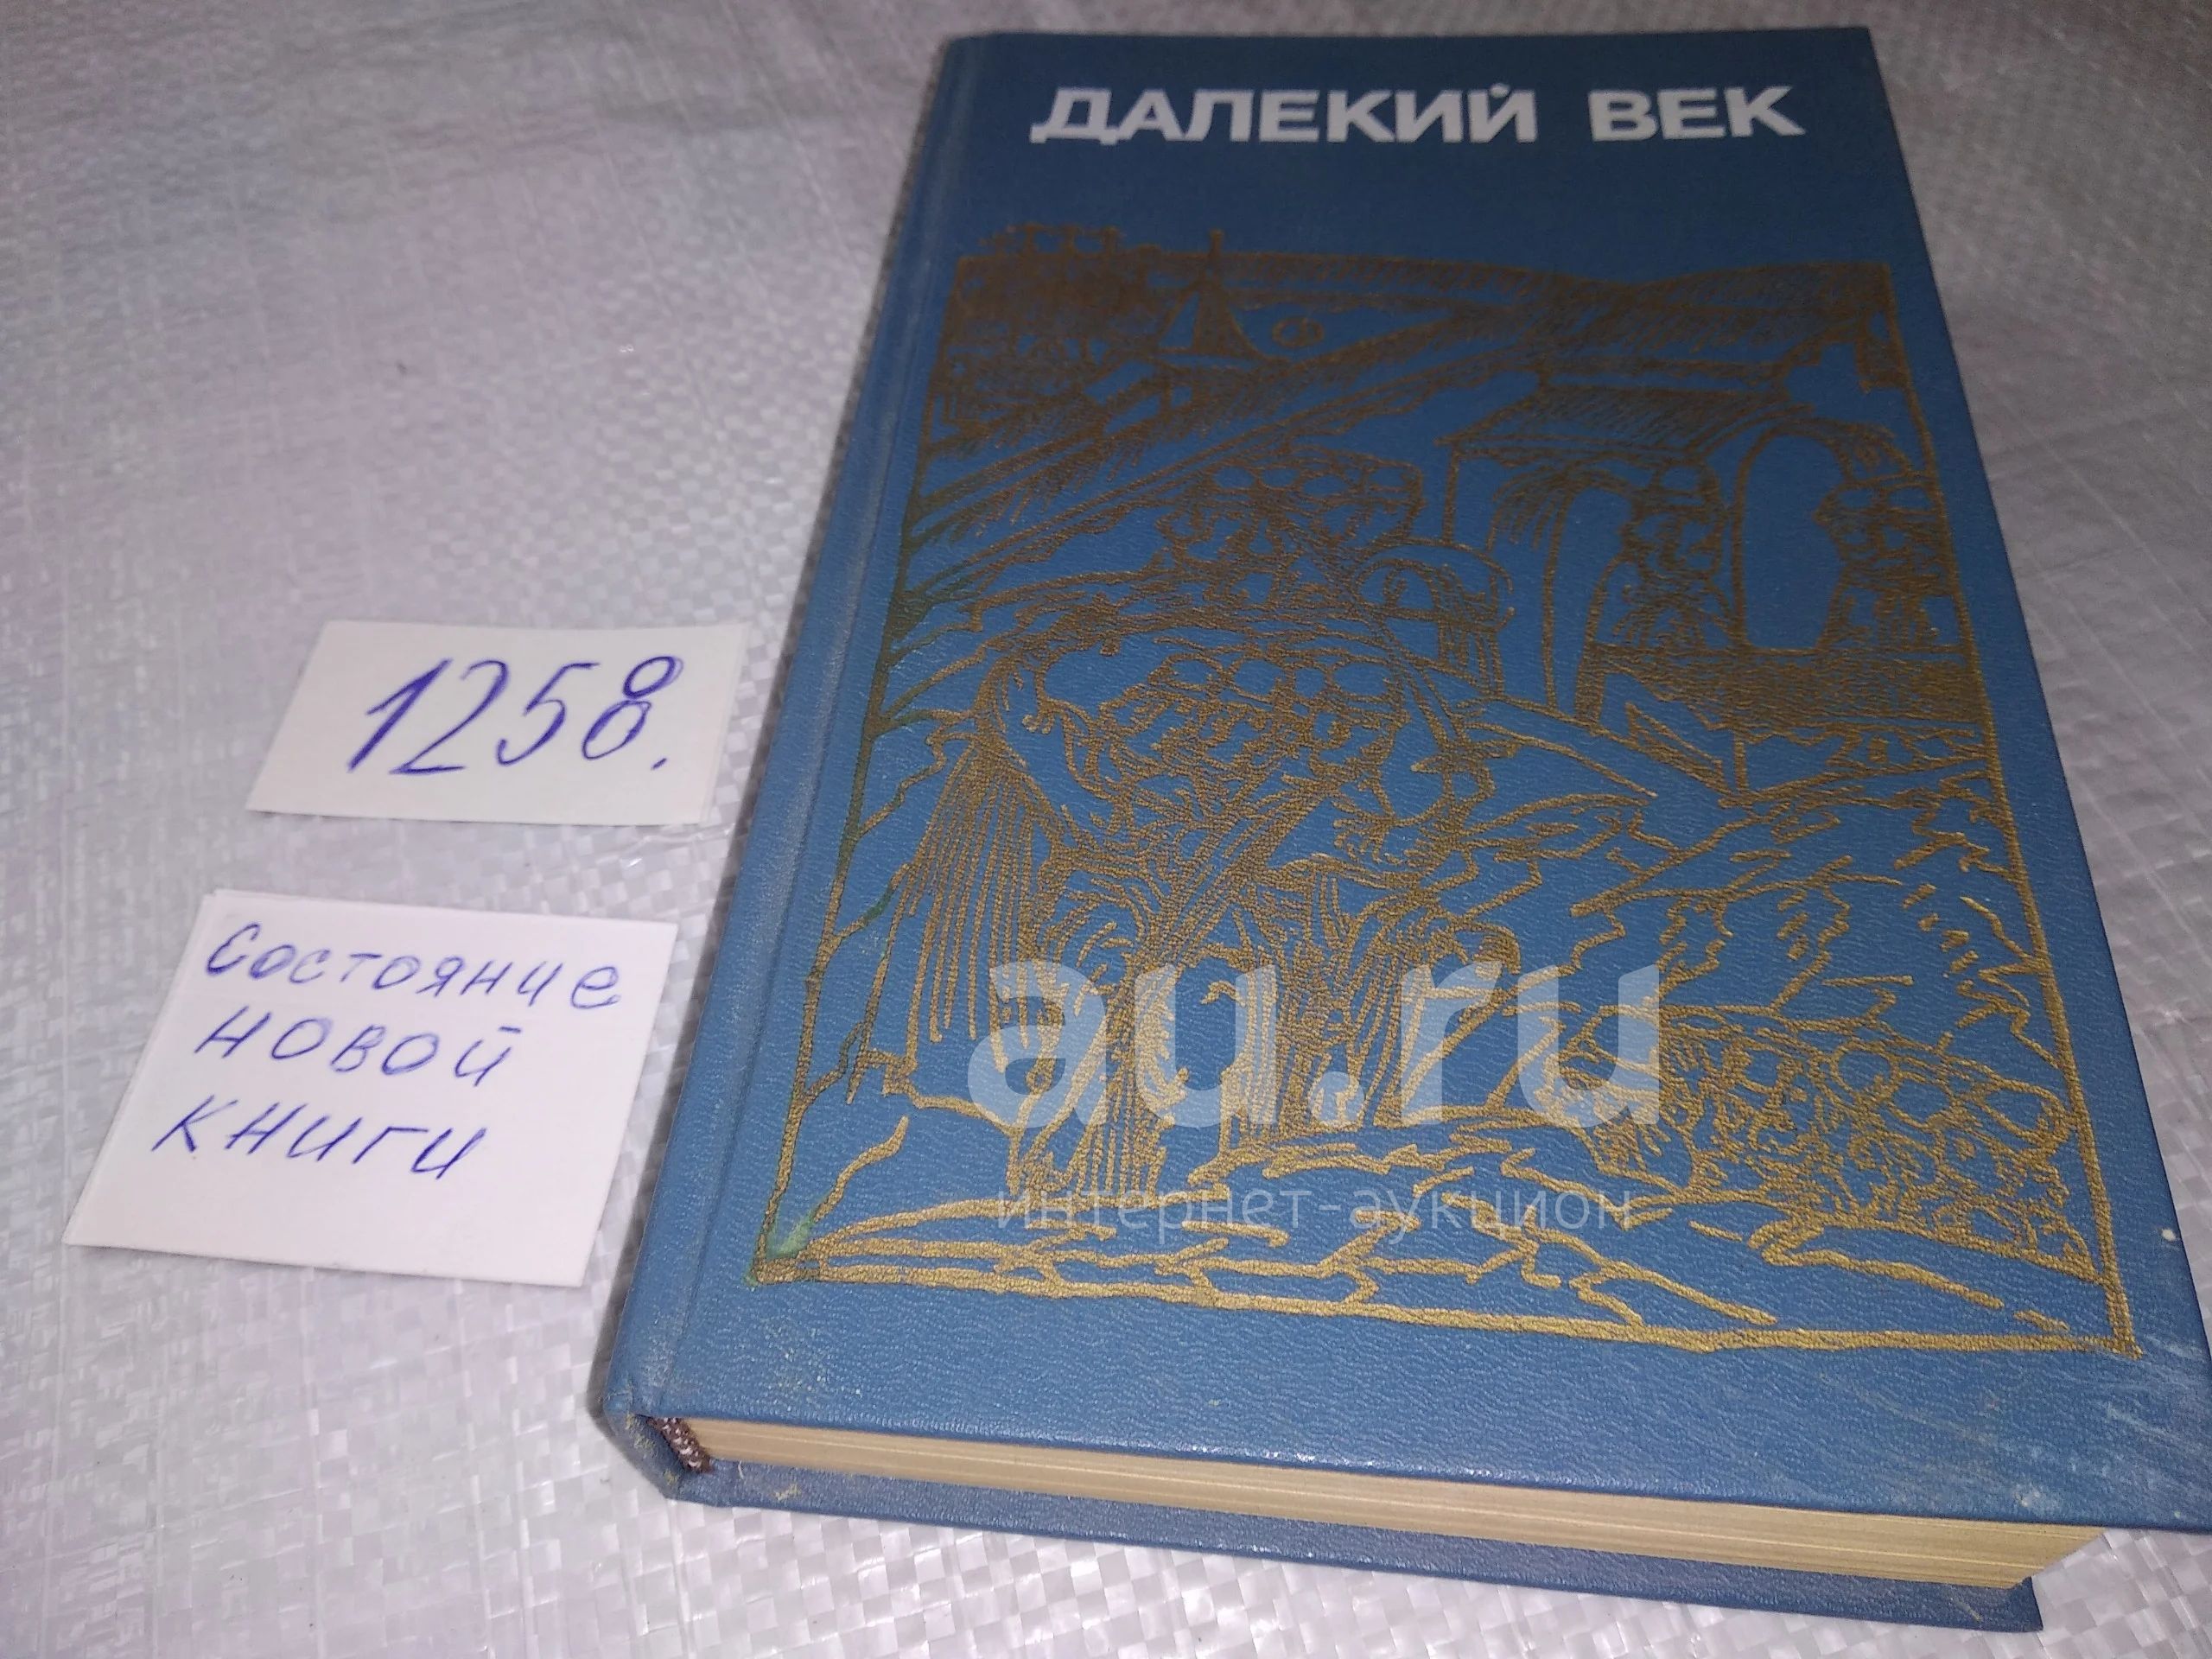 ДАЛЕКИЙ ВЕК
1258.
Состояние
новой
книги
au.ru
интернет-аукцион